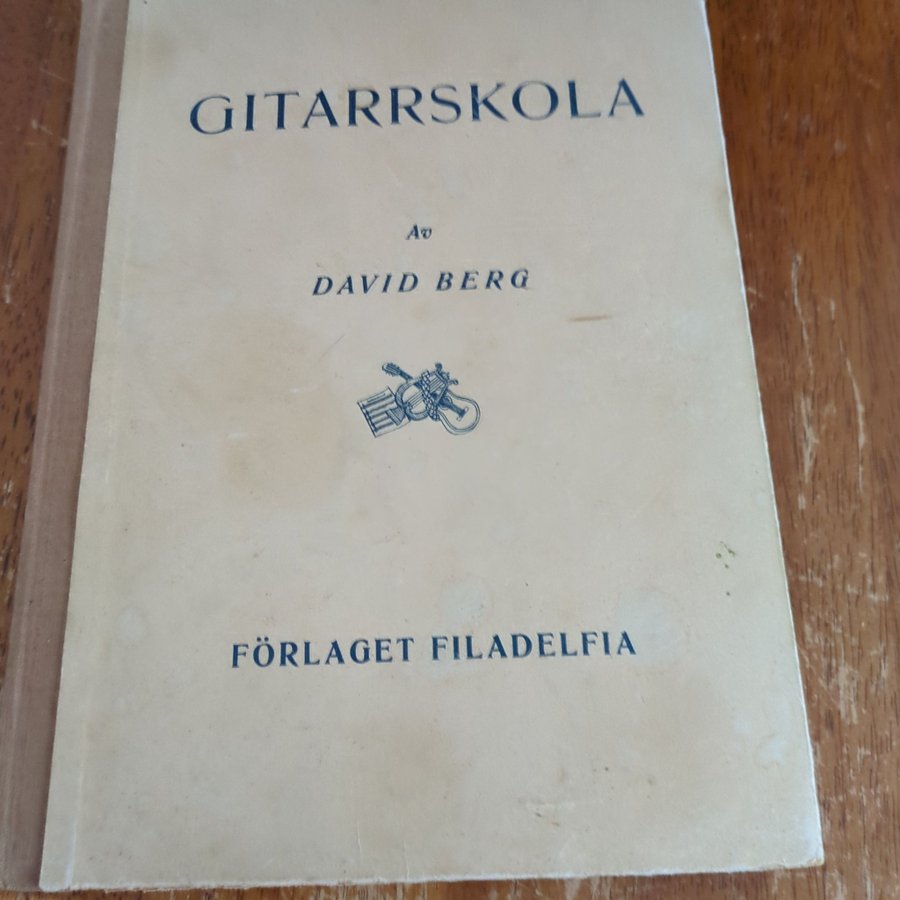 GITARRSKOLA
Av
DAVID BERG
FÖRLAGET FILADELFIA